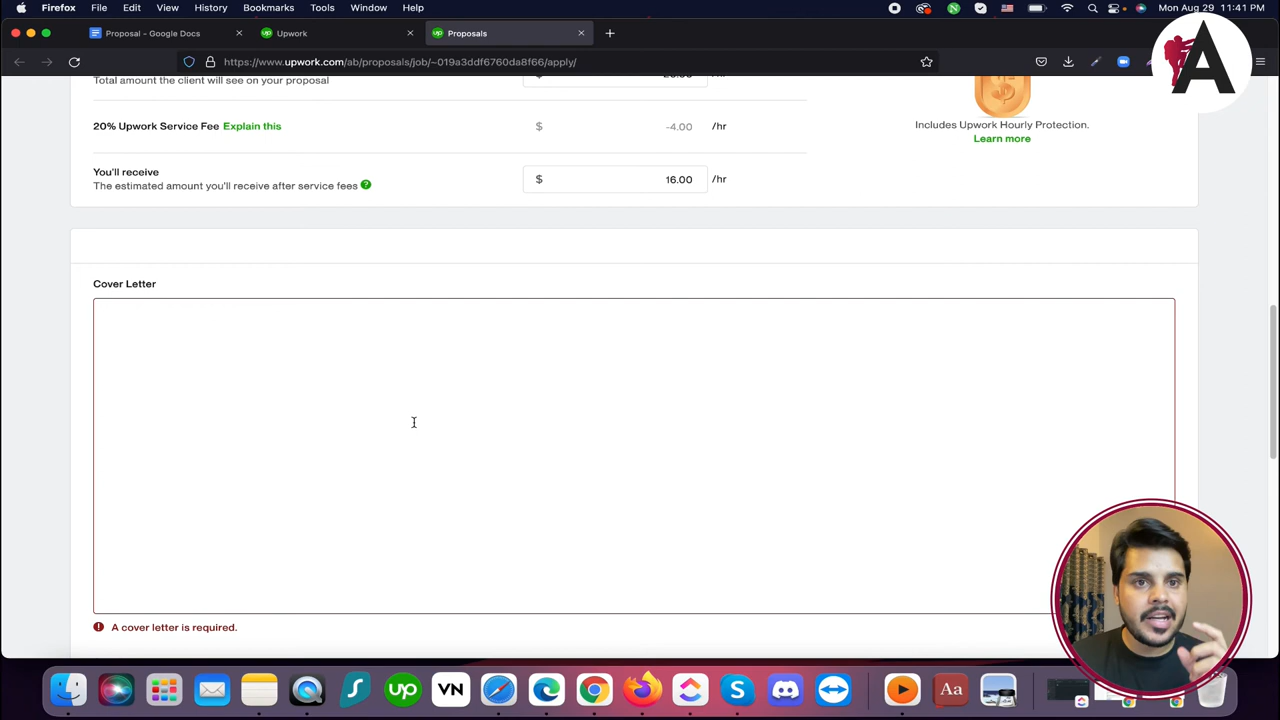 Firefox File Edit View History Bookmarks Tools Window Help Mon Aug 29 11:41 PM
Proposal – Google Docs Upwork Proposals
https://www.upwork.com/ab/proposals/job/~019a3ddf6760da8f66/apply/
Total amount the client will see on your proposal
20% Upwork Service Fee Explain this $ -4.00 /hr
Includes Upwork Hourly Protection.
Learn more
You'll receive
The estimated amount you'll receive after service fees ? $ 16.00 /hr
Cover Letter
! A cover letter is required.
up VN Aa